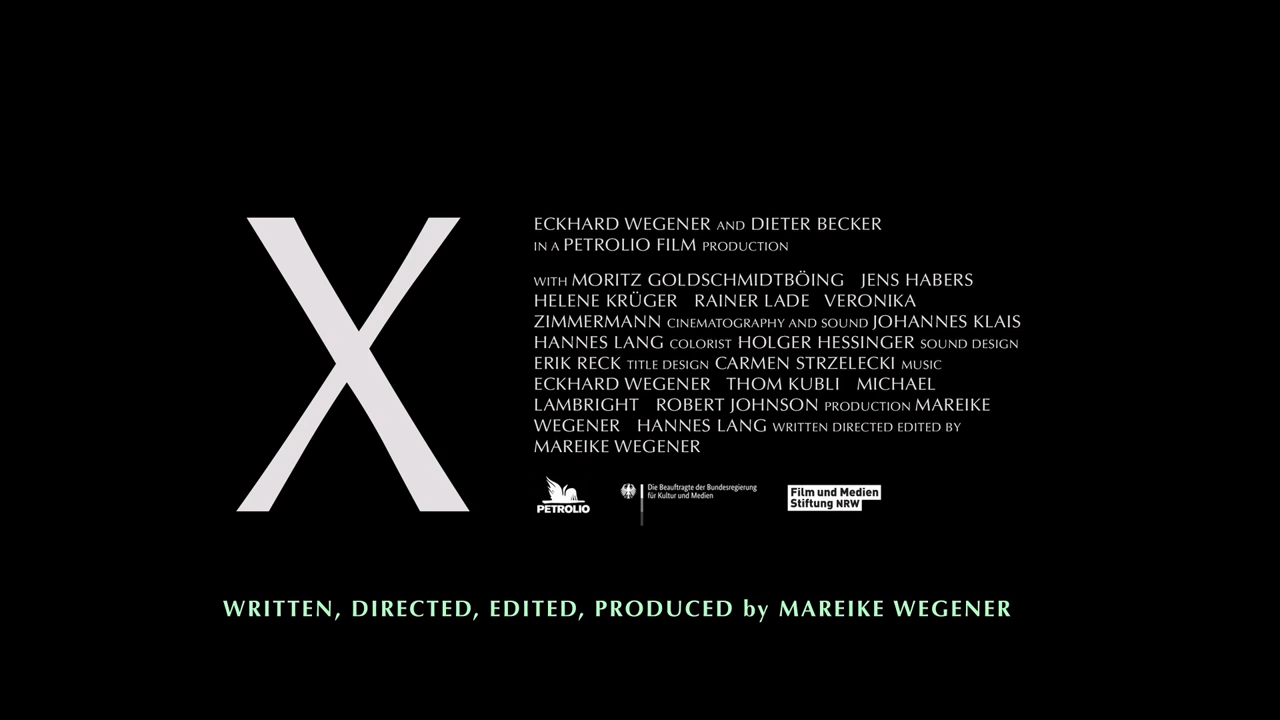 X
ECKHARD WEGENER AND DIETER BECKER
IN A PETROLIO FILM PRODUCTION
WITH MORITZ GOLDSCHMIDTBÖING JENS HABERS
HELENE KRÜGER RAINER LADE VERONIKA
ZIMMERMANN CINEMATOGRAPHY AND SOUND JOHANNES KLAIS
HANNES LANG COLORIST HOLGER HESSINGER SOUND DESIGN
ERIK RECK TITLE DESIGN CARMEN STRZELECKI MUSIC
ECKHARD WEGENER THOM KUBLI MICHAEL
LAMBRIGHT ROBERT JOHNSON PRODUCTION MAREIKE
WEGENER HANNES LANG WRITTEN DIRECTED EDITED BY
MAREIKE WEGENER
PETROLIO
Die Beauftragte der Bundesregierung
für Kultur und Medien
Film und Medien
Stiftung NRW
WRITTEN, DIRECTED, EDITED, PRODUCED by MAREIKE WEGENER